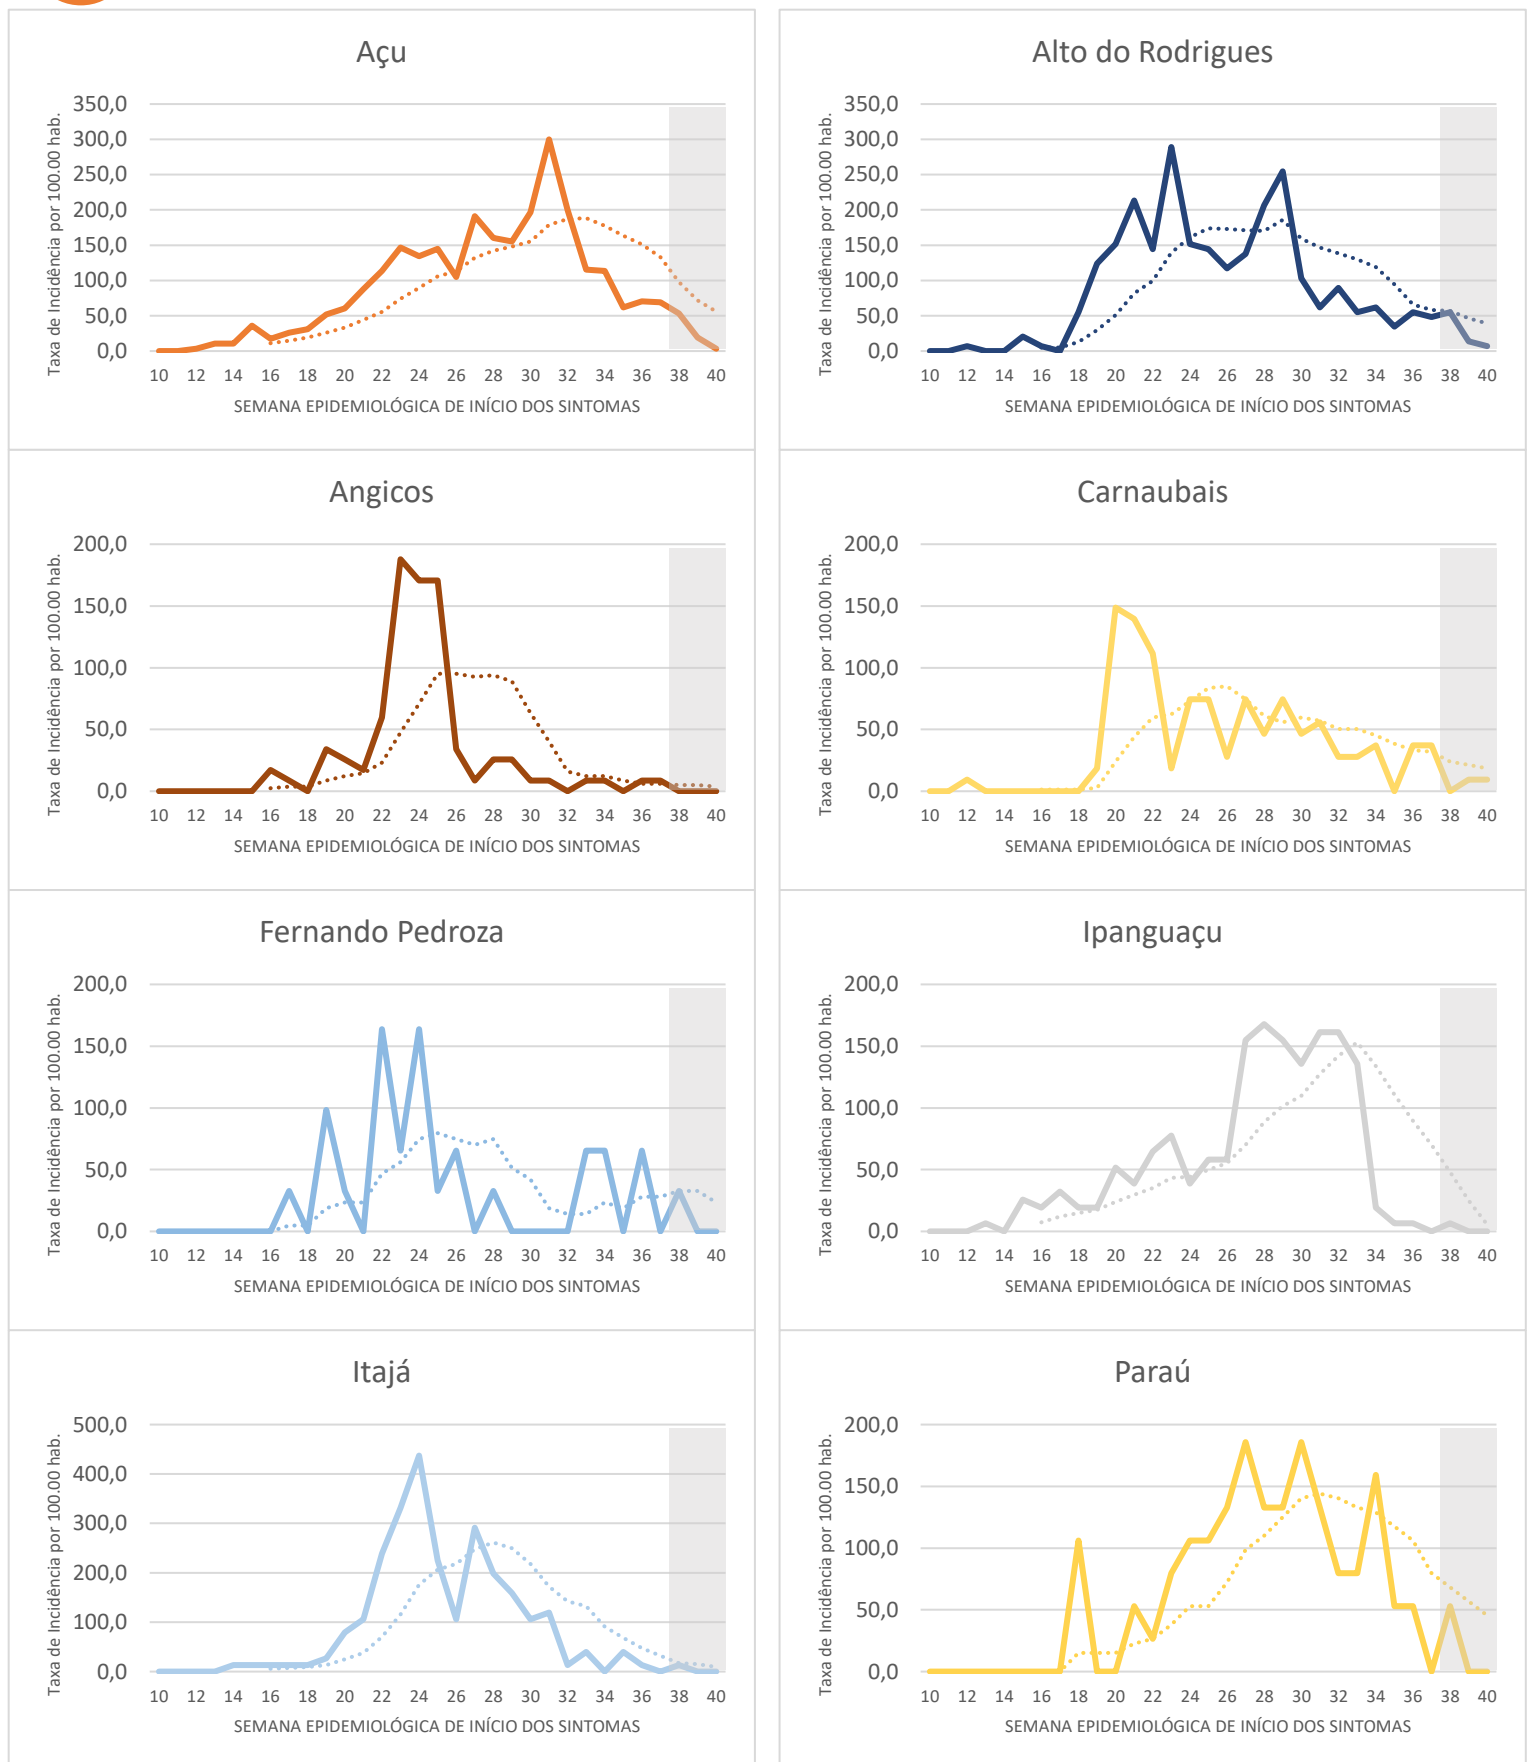 Açu
Taxa de Incidência por 100.00 hab.
350,0
300,0
250,0
200,0
150,0
100,0
50,0
0,0
10 12 14 16 18 20 22 24 26 28 30 32 34 36 38 40
SEMANA EPIDEMIOLÓGICA DE INÍCIO DOS SINTOMAS
Alto do Rodrigues
Taxa de Incidência por 100.00 hab.
350,0
300,0
250,0
200,0
150,0
100,0
50,0
0,0
10 12 14 16 18 20 22 24 26 28 30 32 34 36 38 40
SEMANA EPIDEMIOLÓGICA DE INÍCIO DOS SINTOMAS
Angicos
Taxa de Incidência por 100.00 hab.
200,0
150,0
100,0
50,0
0,0
10 12 14 16 18 20 22 24 26 28 30 32 34 36 38 40
SEMANA EPIDEMIOLÓGICA DE INÍCIO DOS SINTOMAS
Carnaubais
Taxa de Incidência por 100.00 hab.
200,0
150,0
100,0
50,0
0,0
10 12 14 16 18 20 22 24 26 28 30 32 34 36 38 40
SEMANA EPIDEMIOLÓGICA DE INÍCIO DOS SINTOMAS
Fernando Pedroza
Taxa de Incidência por 100.00 hab.
200,0
150,0
100,0
50,0
0,0
10 12 14 16 18 20 22 24 26 28 30 32 34 36 38 40
SEMANA EPIDEMIOLÓGICA DE INÍCIO DOS SINTOMAS
Ipanguaçu
Taxa de Incidência por 100.00 hab.
200,0
150,0
100,0
50,0
0,0
10 12 14 16 18 20 22 24 26 28 30 32 34 36 38 40
SEMANA EPIDEMIOLÓGICA DE INÍCIO DOS SINTOMAS
Itajá
Taxa de Incidência por 100.00 hab.
500,0
400,0
300,0
200,0
100,0
0,0
10 12 14 16 18 20 22 24 26 28 30 32 34 36 38 40
SEMANA EPIDEMIOLÓGICA DE INÍCIO DOS SINTOMAS
Paraú
Taxa de Incidência por 100.00 hab.
200,0
150,0
100,0
50,0
0,0
10 12 14 16 18 20 22 24 26 28 30 32 34 36 38 40
SEMANA EPIDEMIOLÓGICA DE INÍCIO DOS SINTOMAS